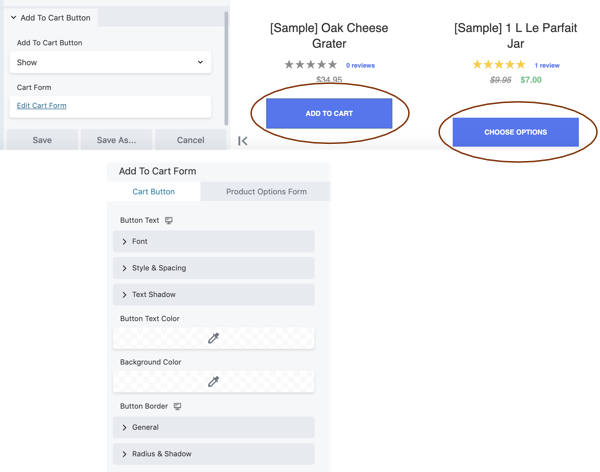 Add To Cart Button
Add To Cart Button
Show
Cart Form
Edit Cart Form
Save
Save As...
Cancel
[Sample] Oak Cheese
Grater
0 reviews
$34.95
ADD TO CART
[Sample] 1 L Le Parfait
Jar
1 review
$9.95 $7.00
CHOOSE OPTIONS
Add To Cart Form
Cart Button
Product Options Form
Button Text
Font
Style & Spacing
Text Shadow
Button Text Color
Background Color
Button Border
General
Radius & Shadow